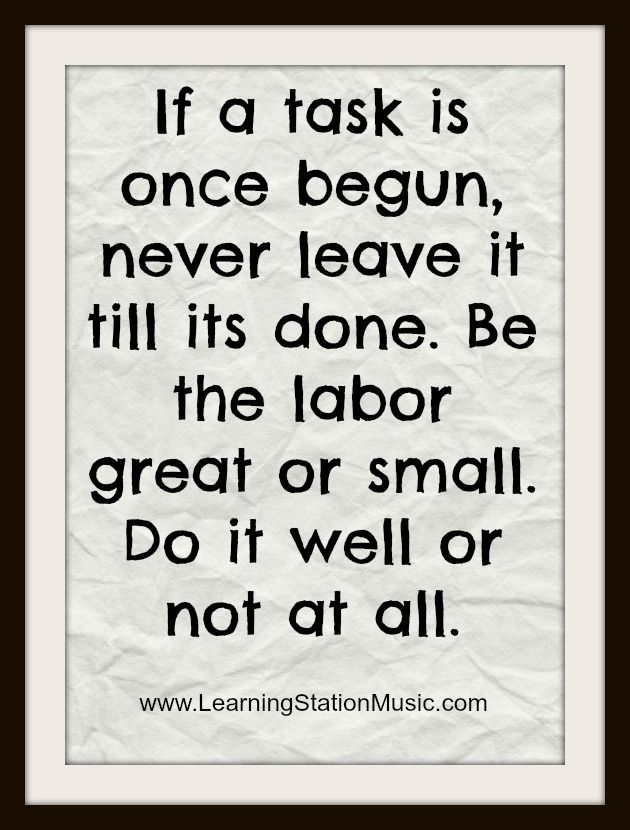 If a task is
once begun,
never leave it
till its done. Be
the labor
great or small.
Do it well or
not at all.
www.LearningStationMusic.com